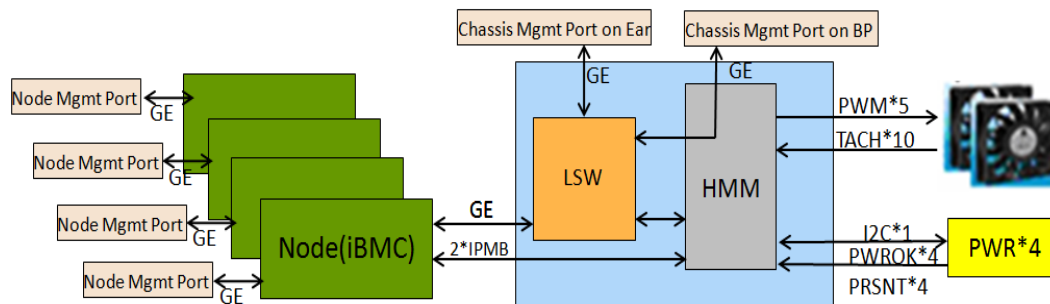 Chassis Mgmt Port on Ear
Chassis Mgmt Port on BP
GE
GE
Node Mgmt Port
GE
PWM*5
Node Mgmt Port
GE
TACH*10
LSW
HMM
Node Mgmt Port
GE
GE
I2C*1
Node(iBMC)
2*IPMB
PWROK*4
PWR*4
Node Mgmt Port
GE
PRSNT*4